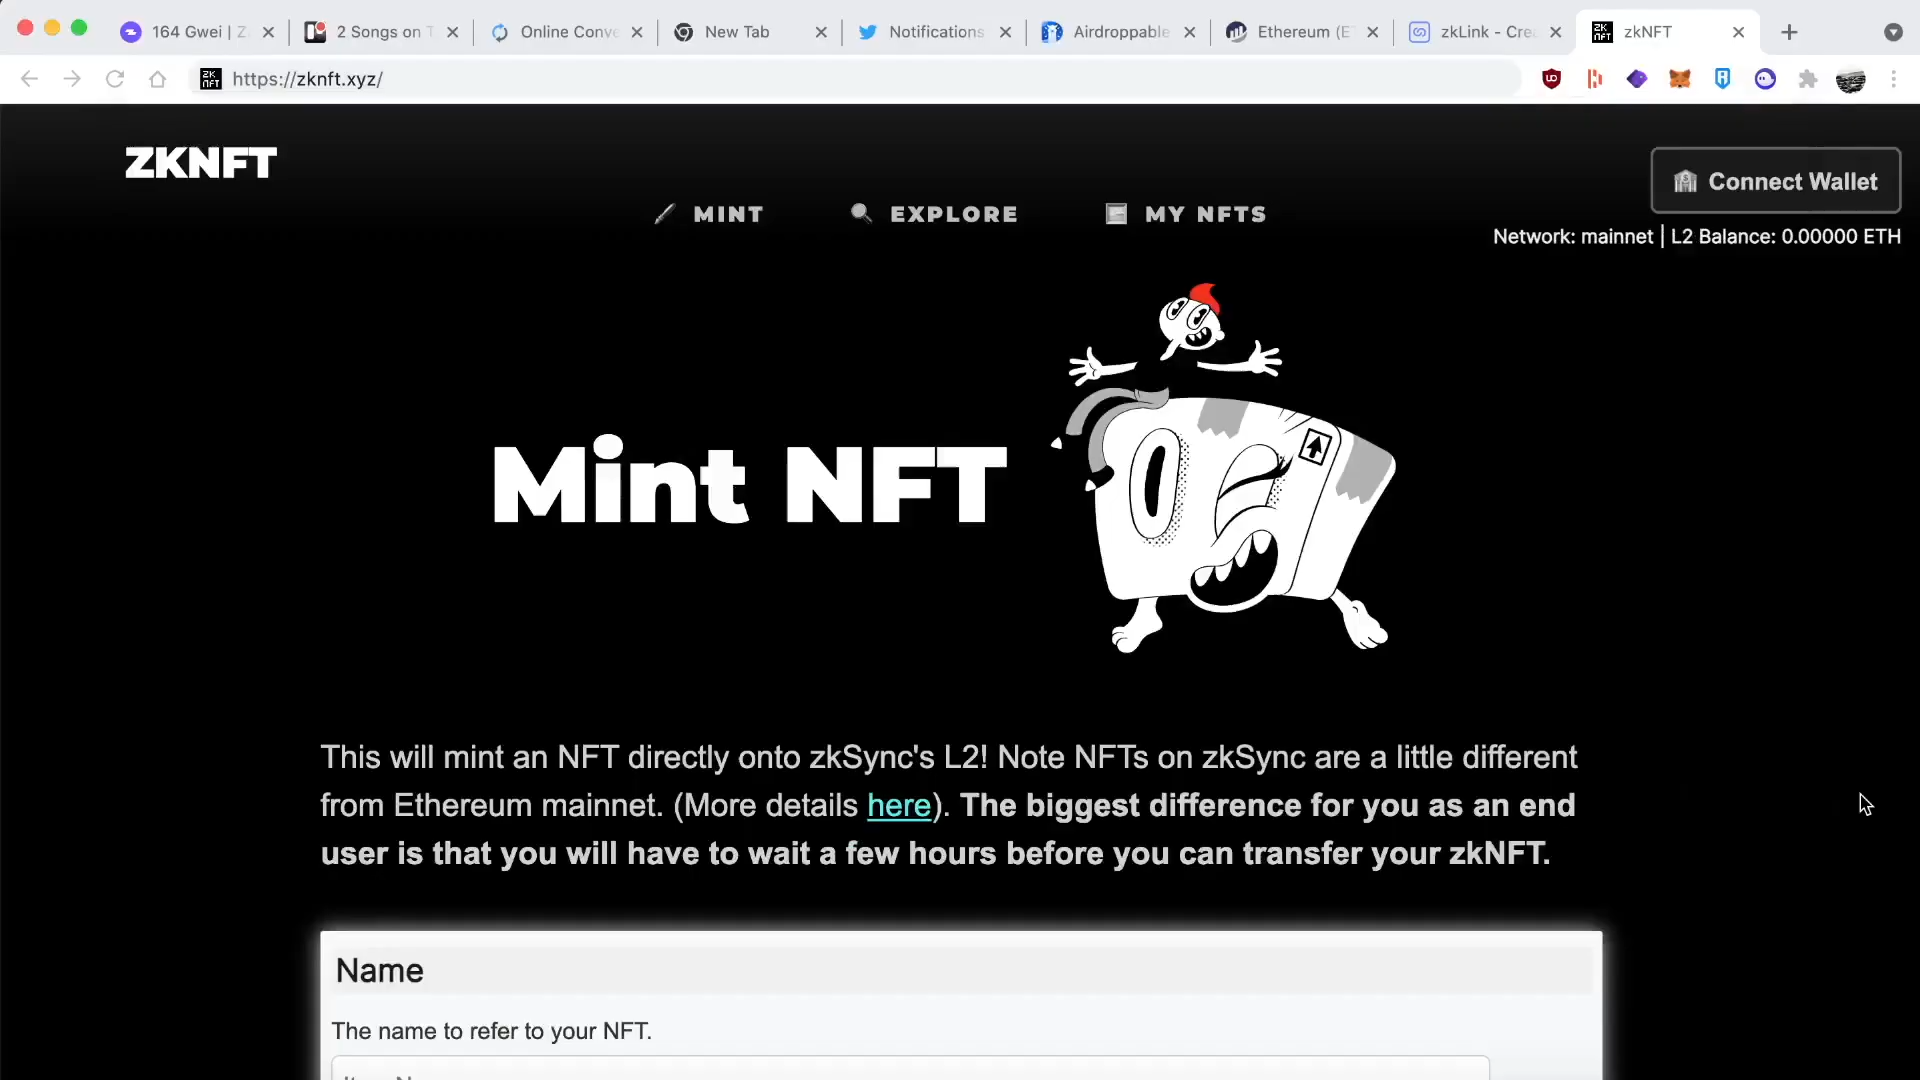 164 Gwei | Z
2 Songs on T
Online Conve
New Tab
Notifications
Airdroppable
Ethereum (ET
zkLink - Crea
zkNFT
https://zknft.xyz/
ZKNFT
Connect Wallet
MINT
EXPLORE
MY NFTS
Network: mainnet | L2 Balance: 0.00000 ETH
Mint NFT
This will mint an NFT directly onto zkSync's L2! Note NFTs on zkSync are a little different
from Ethereum mainnet. (More details here). The biggest difference for you as an end
user is that you will have to wait a few hours before you can transfer your zkNFT.
Name
The name to refer to your NFT.